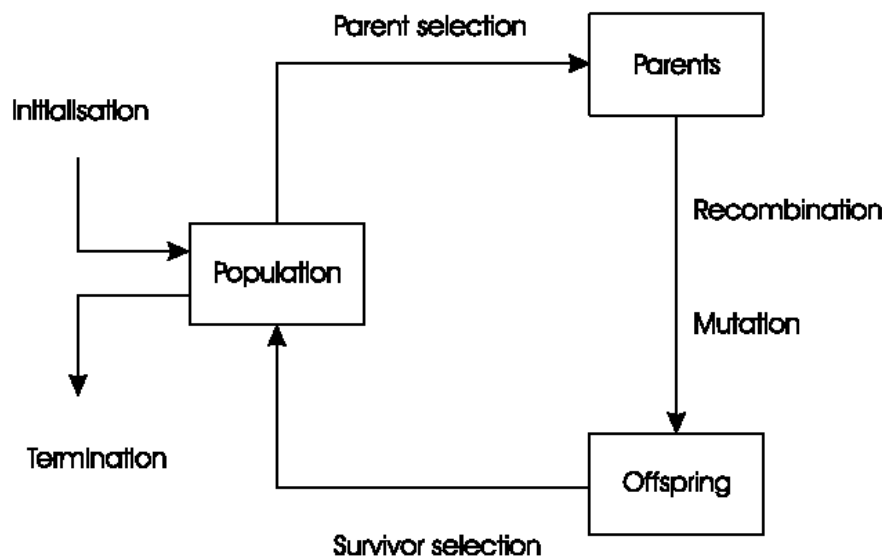 Parent selection
Parents
Initialisation
Recombination
Population
Mutation
Termination
Offspring
Survivor selection